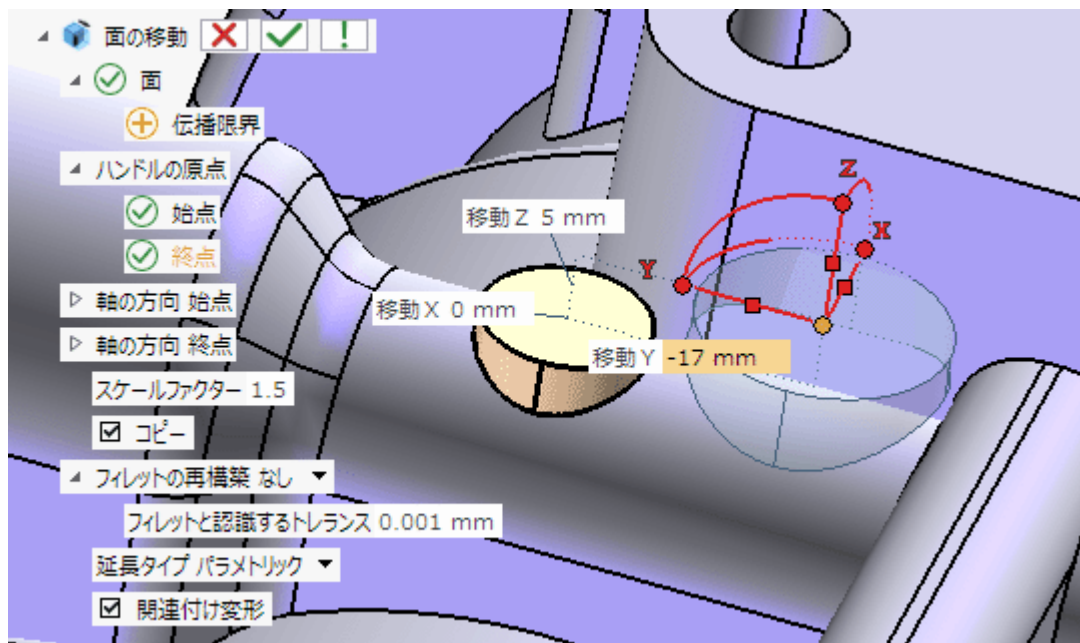 面の移動
面
伝播限界
ハンドルの原点
始点
終点
軸の方向 始点
軸の方向 終点
スケールファクター 1.5
コピー
フィレットの再構築 なし
フィレットと認識するトレランス 0.001 mm
延長タイプ パラメトリック
関連付け変形
移動 Z 5 mm
移動 X 0 mm
移動 Y -17 mm
Z
X
Y